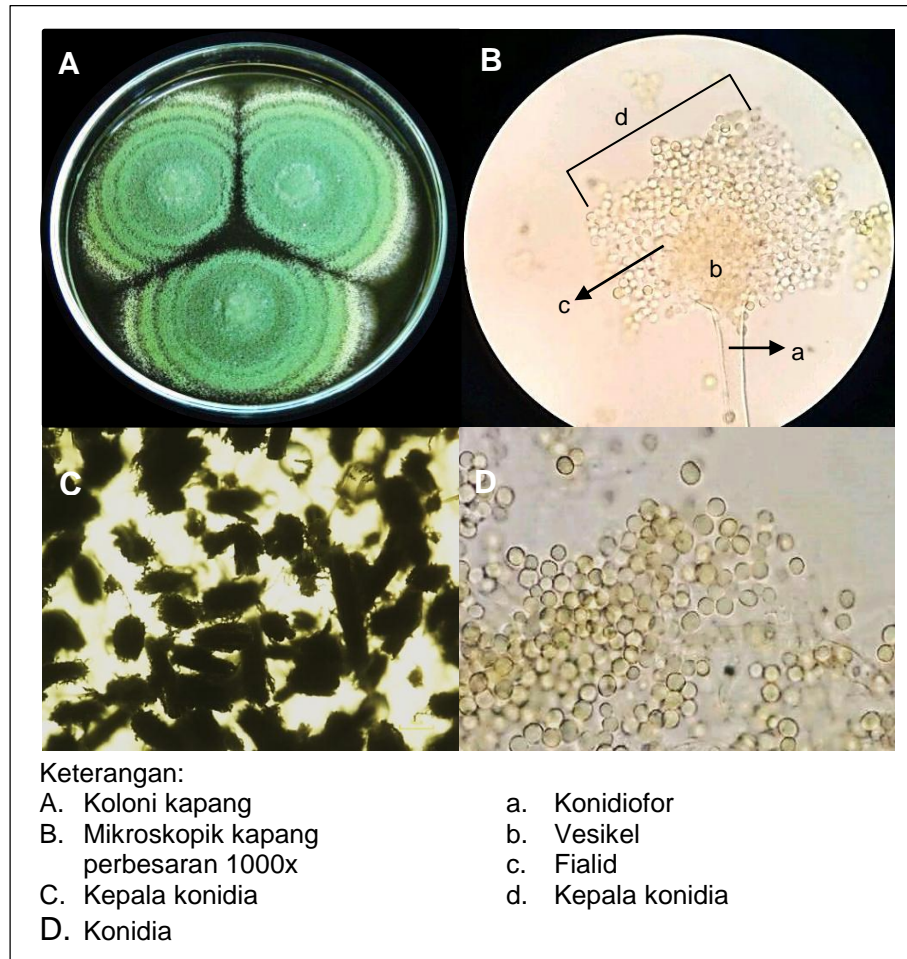 A
B
d
b
c
a
C
D
Keterangan:
A. Koloni kapang
B. Mikroskopik kapang
perbesaran 1000x
C. Kepala konidia
D. Konidia
a. Konidiofor
b. Vesikel
c. Fialid
d. Kepala konidia